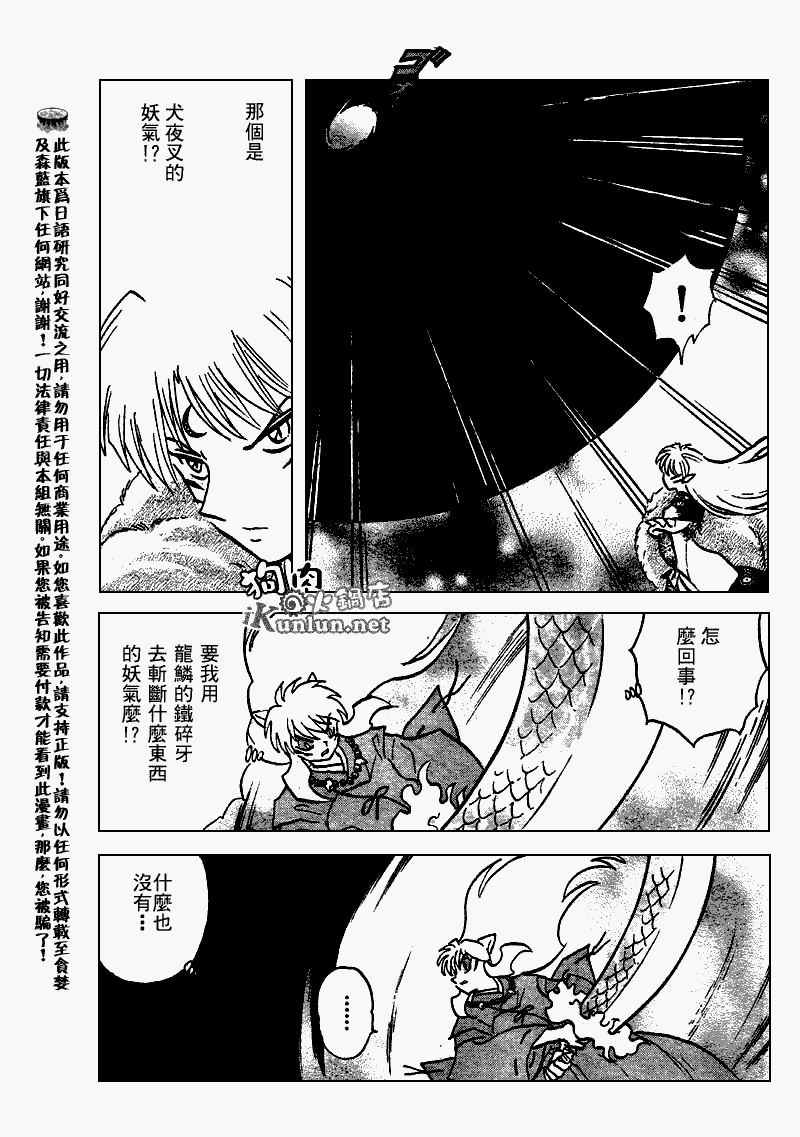 ゴ
!
那個是
犬夜叉的
妖氣!?
怎
麼回事!?
要我用
龍鱗的鐵碎牙
去斬斷什麼東西
的妖氣麼!?
什麼也
沒有…
……
狗肉
火鍋店
iKunlun.net
此版本爲日語研究同好交流之用,請勿用于任何商業用途。如您喜歡此作品,請支持正版!請勿以任何形式轉載至貪婪
及森藍旗下任何網站,謝謝!一切法律責任與本組無關。如果您被告知需要付款才能看到此漫畫,那麼,您被騙了!